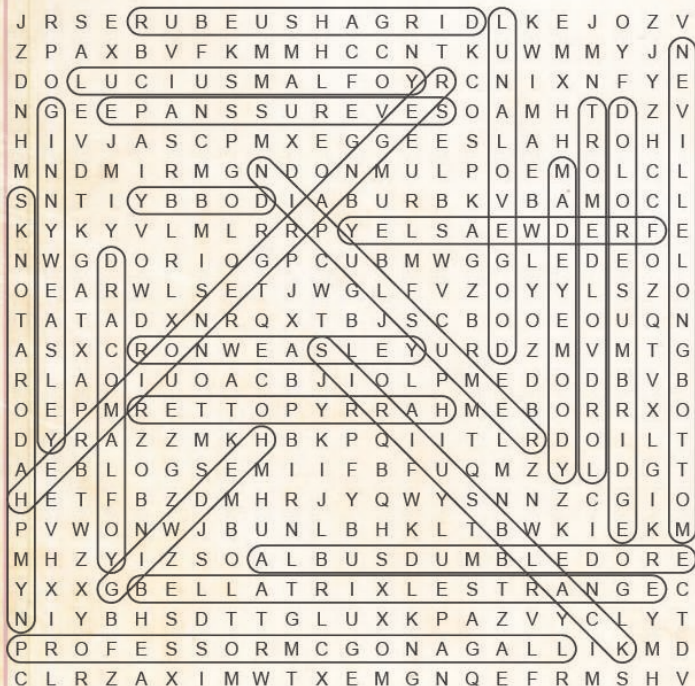 J R S E R U B E U S H A G R I D L K E J O Z V
Z P A X B V F K M M H C C N T K U W M M Y J N
D O L U C I U S M A L F O Y R C N I X N F Y E
N G E E P A N S S U R E V E S O A M H T D Z V
H I V J A S C P M X E G G E E S L A H R O H I
M N D M I R M G N D O N M U L P O E M O L C L
S N T I Y B B O D I A B U R B K V B A M O C L
K Y K Y V L M L R R P Y E L S A E W D E R F E
N W G D O R I O G P C U B M W G G L E D E O L
O E A R W L S E T J W G L F V Z O Y Y L S Z O
T A T A D X N R Q X T B J S C B O O E O U Q N
A S X C R O N W E A S L E Y U R D Z M V M T G
R L A O I U O A C B J I O L P M E D O D B V B
O E P M R E T T O P Y R R A H M E B O R R X O
D Y R A Z Z M K H B K P Q I I T L R D O I L T
A E B L O G S E M I I F B F U Q M Z Y L D G T
H E T F B Z D M H R J Y Q W Y S N N Z C G I O
P V W O N W J B U N L B H K L T B W K I E K M
M H Z Y I Z S O A L B U S D U M B L E D O R E
Y X X G B E L L A T R I X L E S T R A N G E C
N I Y B H S D T T G L U X K P A Z V Y C L Y T
P R O F E S S O R M C G O N A G A L L I K M D
C L R Z A X I M W T X E M G N Q E F R M S H V